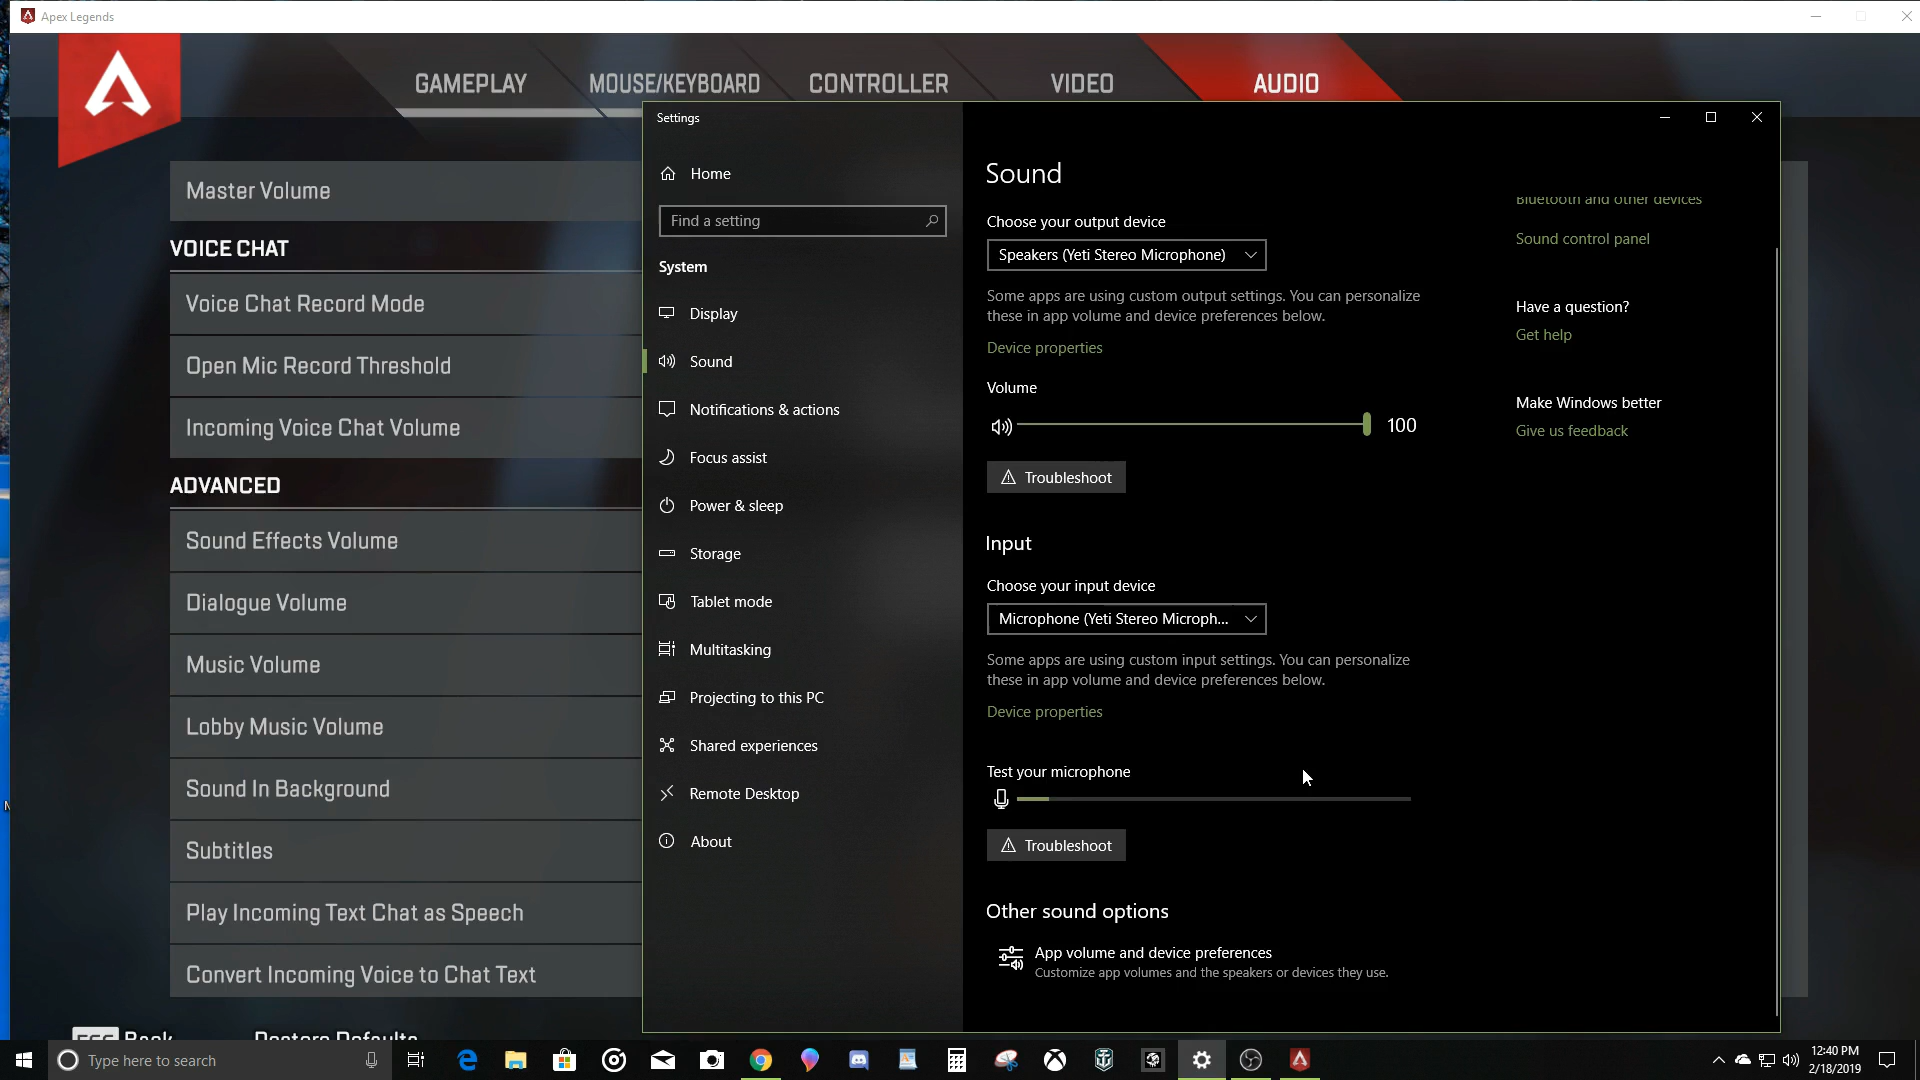 Apex Legends
GAMEPLAY
MOUSE/KEYBOARD
CONTROLLER
VIDEO
AUDIO
Master Volume
VOICE CHAT
Voice Chat Record Mode
Open Mic Record Threshold
Incoming Voice Chat Volume
ADVANCED
Sound Effects Volume
Dialogue Volume
Music Volume
Lobby Music Volume
Sound In Background
Subtitles
Play Incoming Text Chat as Speech
Convert Incoming Voice to Chat Text
ESC Back
Restore Defaults
Settings
Home
Find a setting
System
Display
Sound
Notifications & actions
Focus assist
Power & sleep
Storage
Tablet mode
Multitasking
Projecting to this PC
Shared experiences
Remote Desktop
About
Sound
Choose your output device
Speakers (Yeti Stereo Microphone)
Some apps are using custom output settings. You can personalize
these in app volume and device preferences below.
Device properties
Volume
100
Troubleshoot
Input
Choose your input device
Microphone (Yeti Stereo Microph...
Some apps are using custom input settings. You can personalize
these in app volume and device preferences below.
Device properties
Test your microphone
Troubleshoot
Other sound options
App volume and device preferences
Customize app volumes and the speakers or devices they use.
Bluetooth and other devices
Sound control panel
Have a question?
Get help
Make Windows better
Give us feedback
Type here to search
12:40 PM
2/18/2019